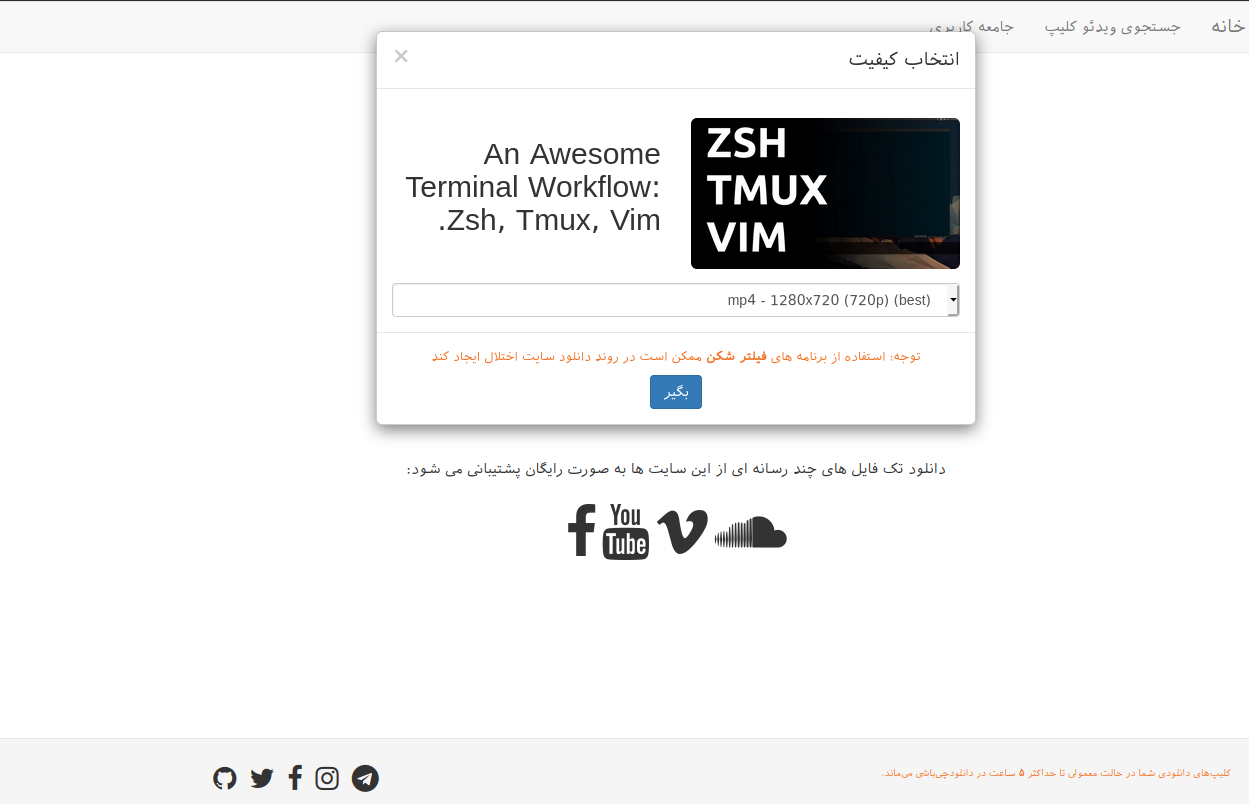 خانه
جستجوی ویدئو کلیپ
جامعه کاربری
انتخاب کیفیت
×
ZSH
TMUX
VIM
An Awesome
Terminal Workflow:
Zsh, Tmux, Vim.
mp4 - 1280x720 (720p) (best)
توجه: استفاده از برنامه های فیلتر شکن ممکن است در روند دانلود سایت اختلال ایجاد کند
بگیر
دانلود تک فایل های چند رسانه ای از این سایت ها به صورت رایگان پشتیبانی می شود:
You
Tube
کلیپ‌های دانلودی شما در حالت معمولی تا حداکثر ۵ ساعت در دانلودچی‌باشی می‌ماند.